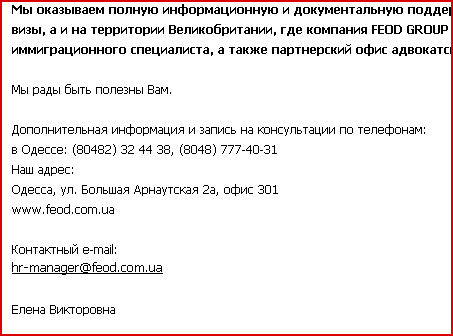 Мы оказываем полную информационную и документальную
визы, а и на территории Великобритании, где компания FEOD GROUP
иммиграционного специалиста, а также партнерский офис
Мы рады быть полезны Вам.
Дополнительная информация и запись на консультации по телефонам:
в Одессе: (80482) 32 44 38, (8048) 777-40-31
Наш адрес:
Одесса, ул. Большая Арнаутская 2а, офис 301
www.feod.com.ua
Контактный e-mail:
hr-manager@feod.com.ua
Елена Викторовна